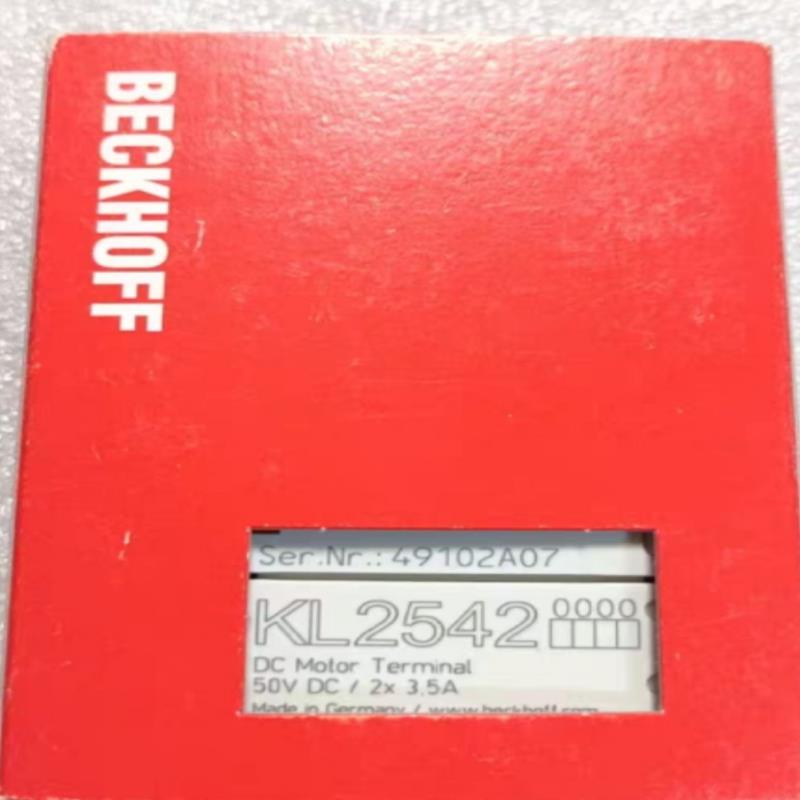 BECKHOFF
Ser.Nr.: 49102A07
KL2542 0000
DC Motor Terminal
50V DC / 2x 3.5A
Made in Germany / www.beckhoff.com